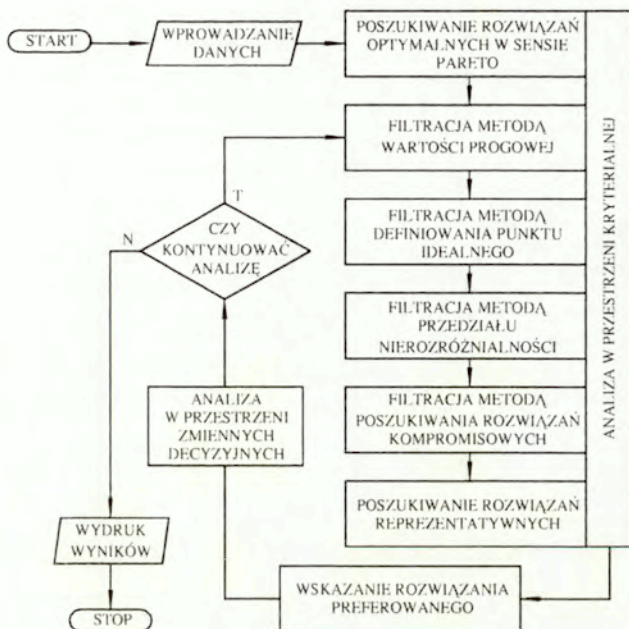 START
WPROWADZANIE
DANYCH
POSZUKIWANIE ROZWIĄZAŃ
OPTYMALNYCH W SENSIE
PARETO
FILTRACJA METODĄ
WARTOŚCI PROGOWEJ
FILTRACJA METODĄ
DEFINIOWANIA PUNKTU
IDEALNEGO
FILTRACJA METODĄ
PRZEDZIAŁU
NIEROZRÓŻNIALNOŚCI
FILTRACJA METODĄ
POSZUKIWANIA ROZWIĄZAŃ
KOMPROMISOWYCH
POSZUKIWANIE ROZWIĄZAŃ
REPREZENTATYWNYCH
ANALIZA W PRZESTRZENI KRYTERIALNEJ
WSKAZANIE ROZWIĄZANIA
PREFEROWANEGO
ANALIZA
W PRZESTRZENI
ZMIENNYCH
DECYZYJNYCH
CZY
KONTYNUOWAĆ
ANALIZĘ
T
N
WYDRUK
WYNIKÓW
STOP